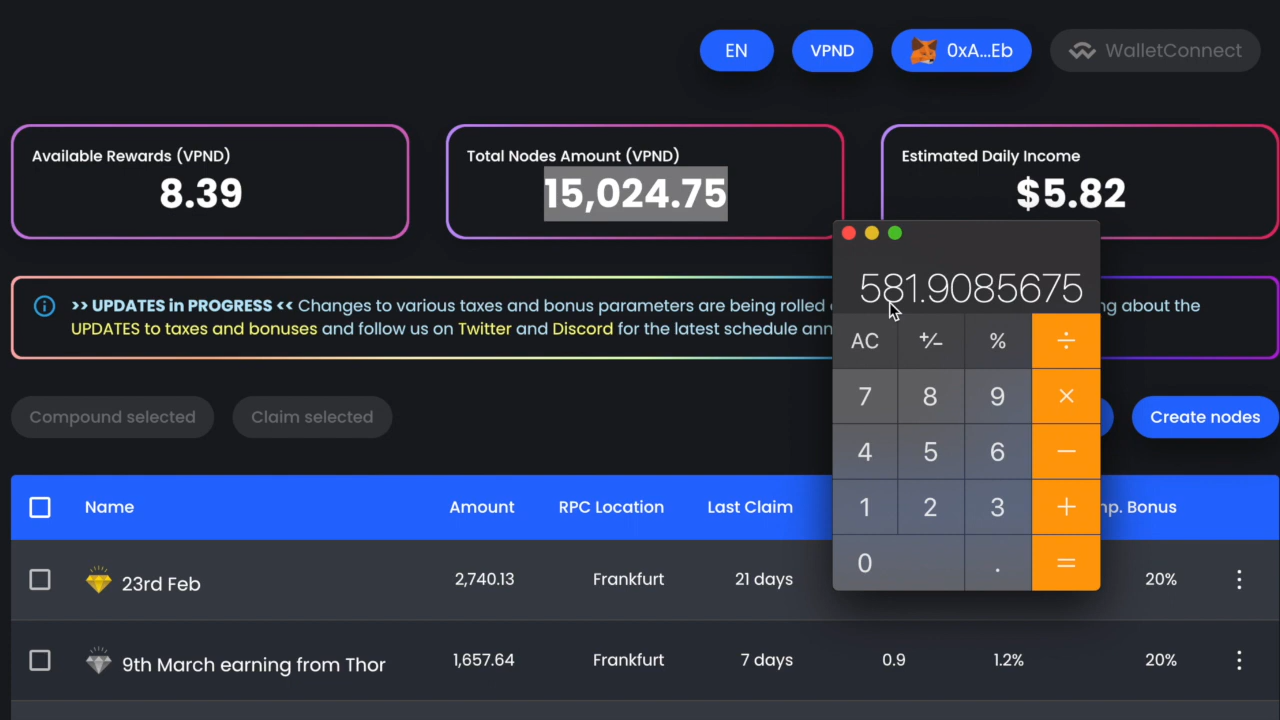 EN
VPND
0xA...Eb
WalletConnect
Available Rewards (VPND)
8.39
Total Nodes Amount (VPND)
15,024.75
Estimated Daily Income
$5.82
>> UPDATES in PROGRESS << Changes to various taxes and bonus parameters are being rolled
about the
UPDATES to taxes and bonuses and follow us on Twitter and Discord for the latest schedule
581.9085675
AC
+/−
%
÷
7
8
9
×
4
5
6
−
1
2
3
+
0
.
=
Compound selected
Claim selected
Create nodes
Name
Amount
RPC Location
Last Claim
Bonus
23rd Feb
2,740.13
Frankfurt
21 days
20%
9th March earning from Thor
1,657.64
Frankfurt
7 days
0.9
1.2%
20%